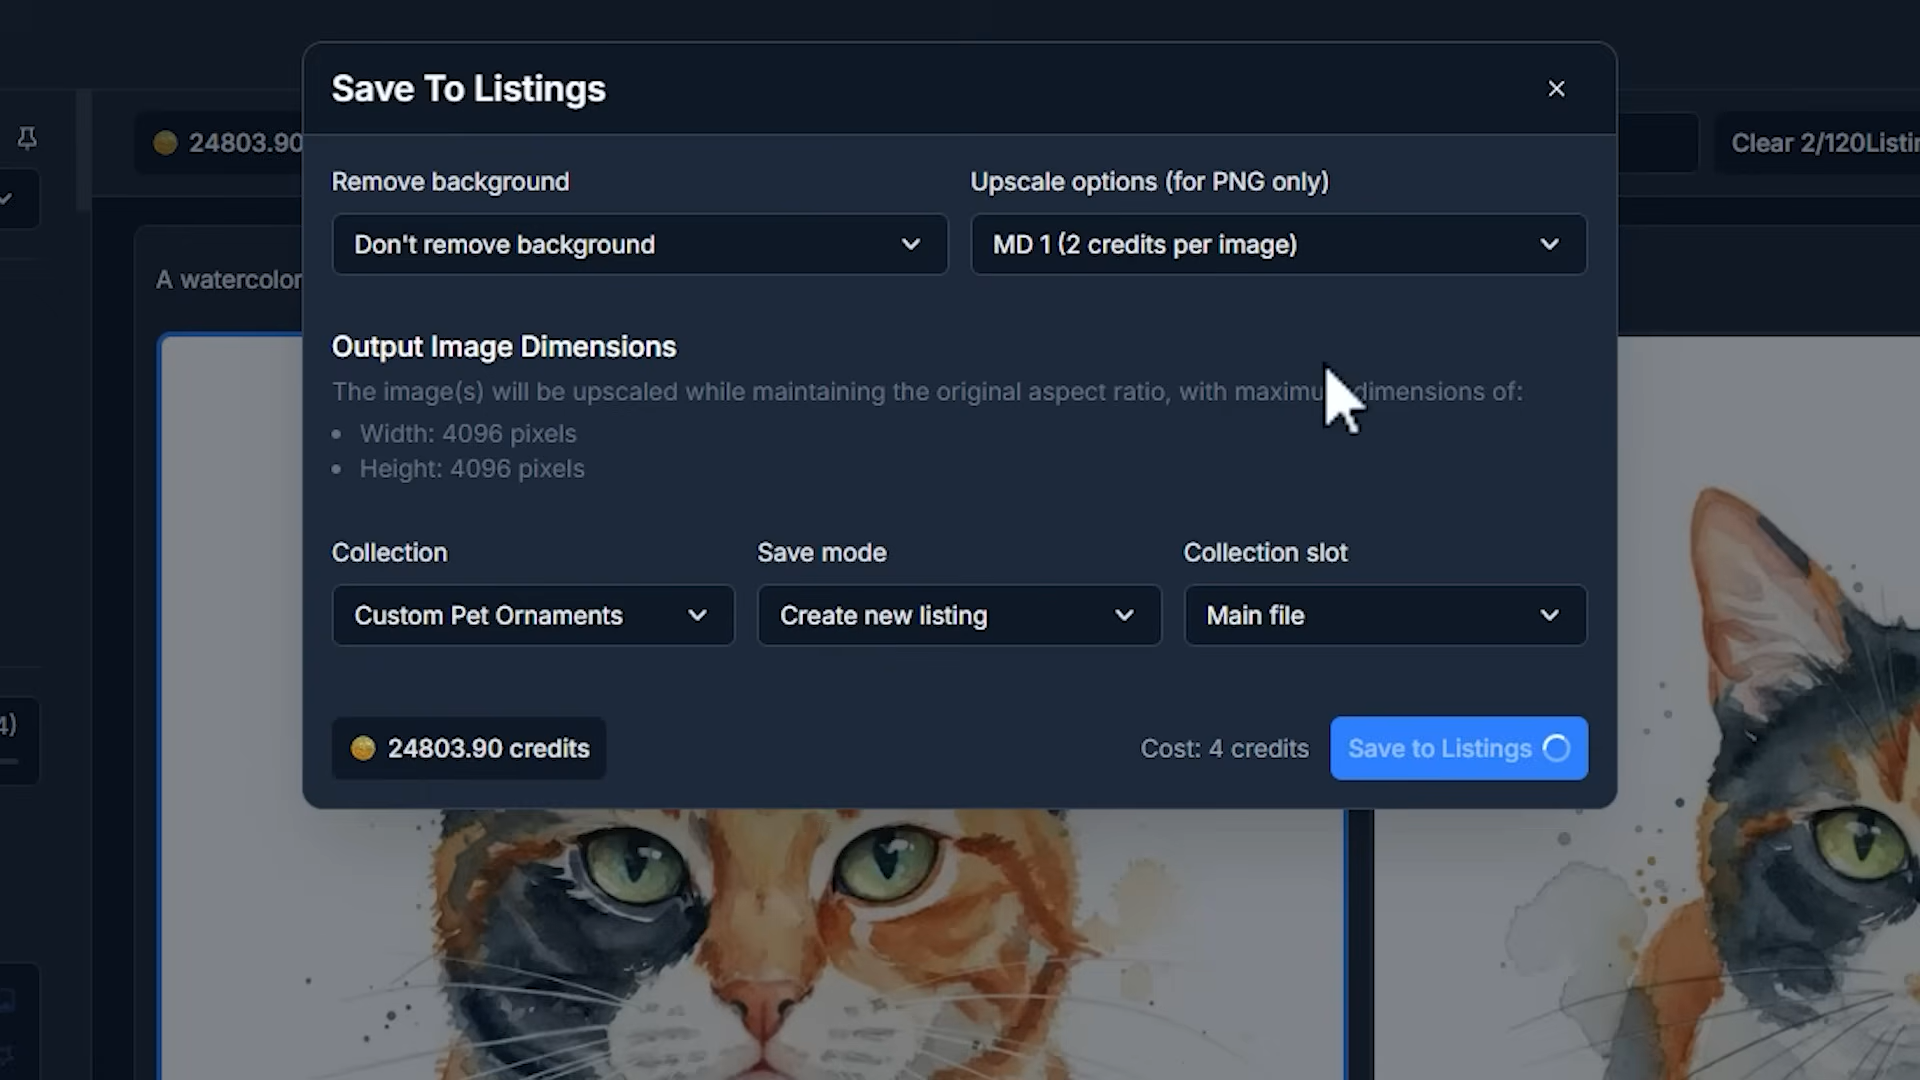 Save To Listings
24803.90
Clear 2/120
Remove background
Upscale options (for PNG only)
Don't remove background
MD 1 (2 credits per image)
A watercolor
Output Image Dimensions
The image(s) will be upscaled while maintaining the original aspect ratio, with dimensions of:
Width: 4096 pixels
Height: 4096 pixels
Collection
Save mode
Collection slot
Custom Pet Ornaments
Create new listing
Main file
4)
24803.90 credits
Cost: 4 credits
Save to Listings